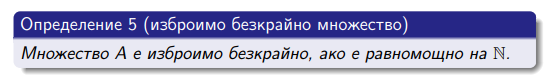 Определение 5 (изброимо безкрайно множество)
Множество A е изброимо безкрайно, ако е равномощно на ℕ.